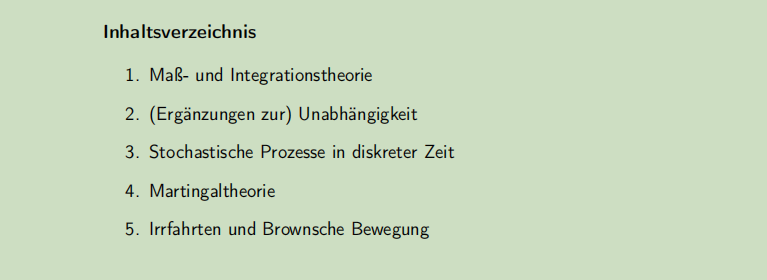 Inhaltsverzeichnis
1. Maß- und Integrationstheorie
2. (Ergänzungen zur) Unabhängigkeit
3. Stochastische Prozesse in diskreter Zeit
4. Martingaltheorie
5. Irrfahrten und Brownsche Bewegung